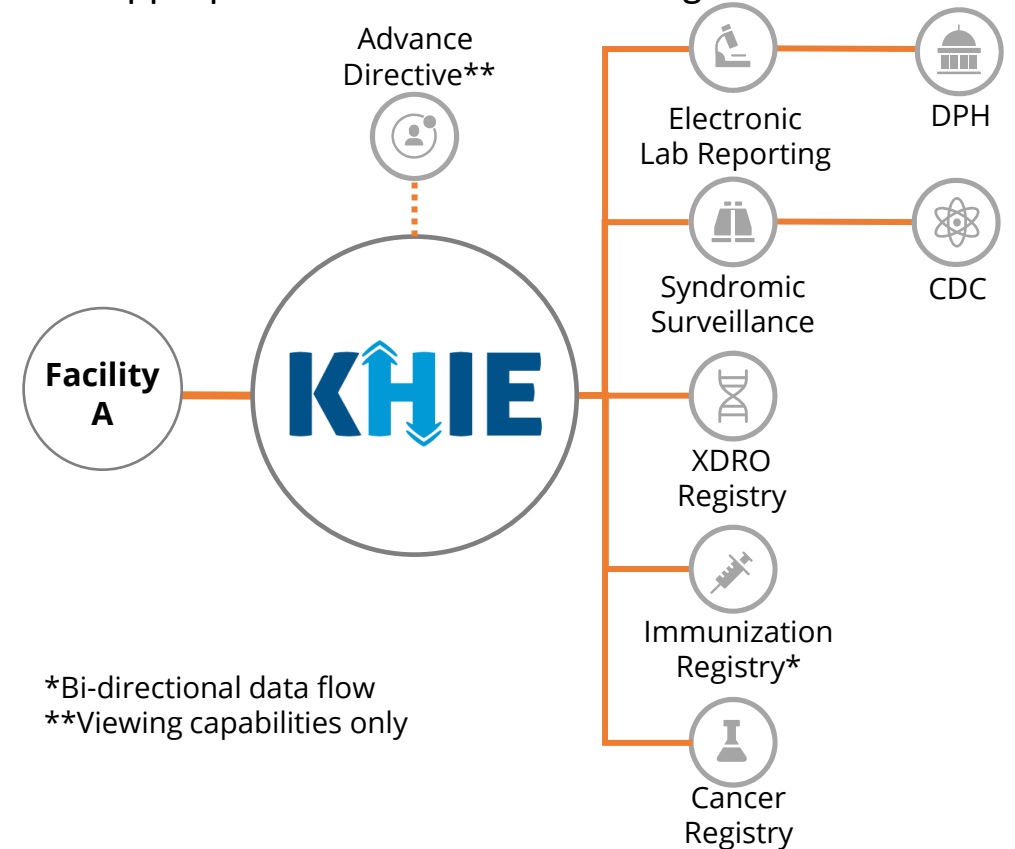 Advance
Directive**
Electronic
Lab Reporting
DPH
Syndromic
Surveillance
CDC
Facility
A
KHIE
XDRO
Registry
Immunization
Registry*
*Bi-directional data flow
**Viewing capabilities only
Cancer
Registry